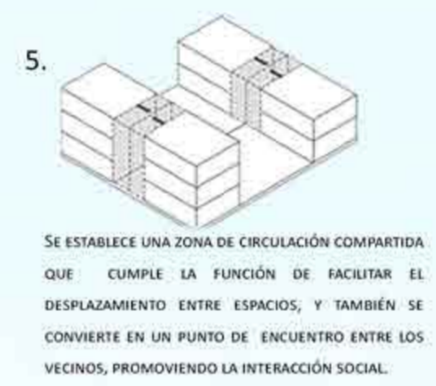 5.
SE ESTABLECE UNA ZONA DE CIRCULACIÓN COMPARTIDA
QUE CUMPLE LA FUNCIÓN DE FACILITAR EL
DESPLAZAMIENTO ENTRE ESPACIOS, Y TAMBIÉN SE
CONVIERTE EN UN PUNTO DE ENCUENTRO ENTRE LOS
VECINOS, PROMOVIENDO LA INTERACCIÓN SOCIAL.